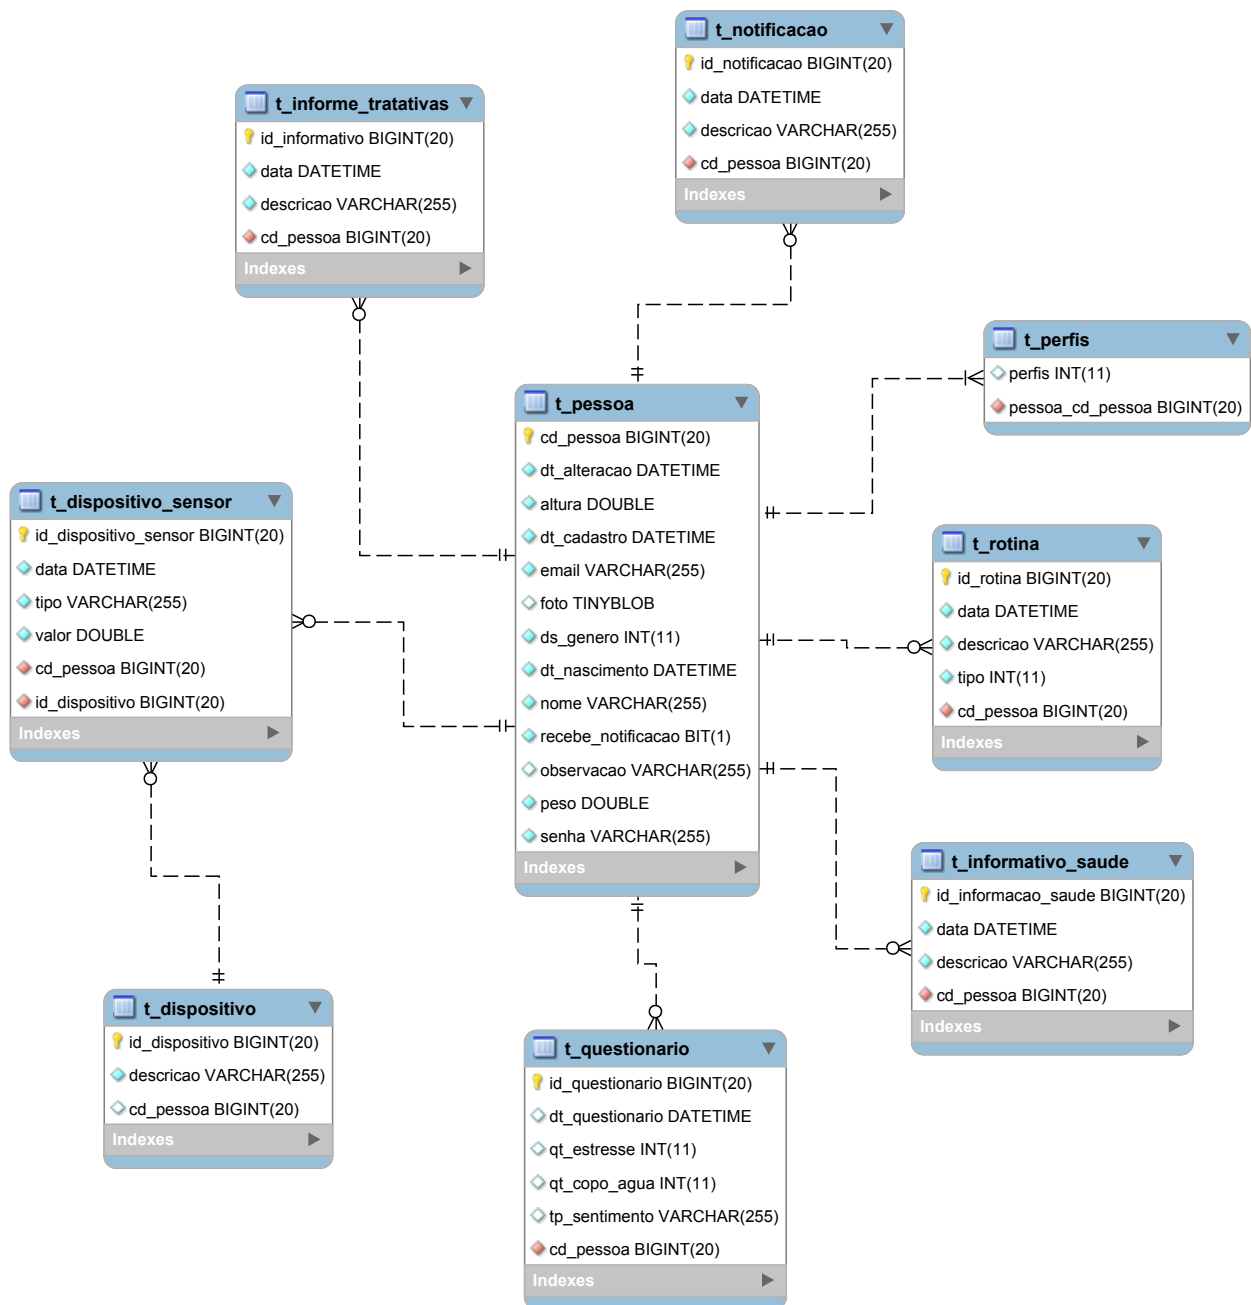 t_notificacao
id_notificacao BIGINT(20)
data DATETIME
descricao VARCHAR(255)
cd_pessoa BIGINT(20)
Indexes
t_informe_tratativas
id_informativo BIGINT(20)
data DATETIME
descricao VARCHAR(255)
cd_pessoa BIGINT(20)
Indexes
t_perfis
perfis INT(11)
pessoa_cd_pessoa BIGINT(20)
Indexes
t_pessoa
cd_pessoa BIGINT(20)
dt_alteracao DATETIME
altura DOUBLE
dt_cadastro DATETIME
email VARCHAR(255)
foto TINYBLOB
ds_genero INT(11)
dt_nascimento DATETIME
nome VARCHAR(255)
recebe_notificacao BIT(1)
observacao VARCHAR(255)
peso DOUBLE
senha VARCHAR(255)
Indexes
t_dispositivo_sensor
id_dispositivo_sensor BIGINT(20)
data DATETIME
tipo VARCHAR(255)
valor DOUBLE
cd_pessoa BIGINT(20)
id_dispositivo BIGINT(20)
Indexes
t_rotina
id_rotina BIGINT(20)
data DATETIME
descricao VARCHAR(255)
tipo INT(11)
cd_pessoa BIGINT(20)
Indexes
t_informativo_saude
id_informacao_saude BIGINT(20)
data DATETIME
descricao VARCHAR(255)
cd_pessoa BIGINT(20)
Indexes
t_dispositivo
id_dispositivo BIGINT(20)
descricao VARCHAR(255)
cd_pessoa BIGINT(20)
Indexes
t_questionario
id_questionario BIGINT(20)
dt_questionario DATETIME
qt_estresse INT(11)
qt_copo_agua INT(11)
tp_sentimento VARCHAR(255)
cd_pessoa BIGINT(20)
Indexes